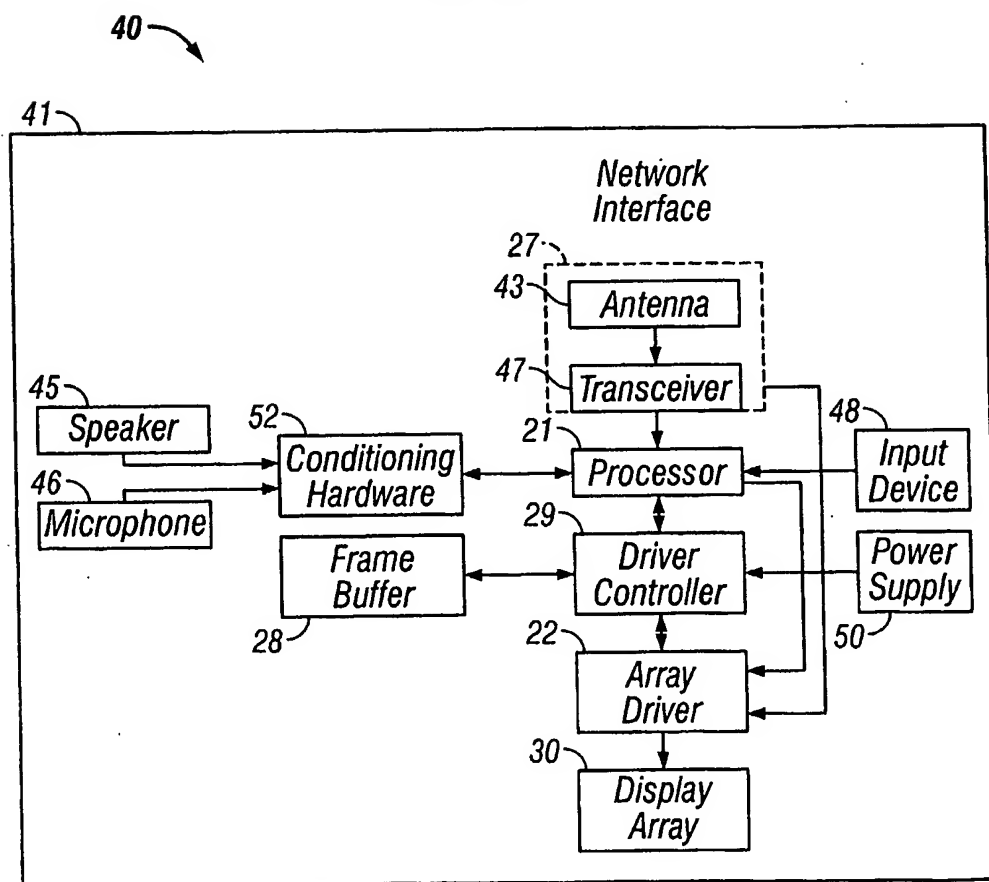 40
41
Network
Interface
27
43
Antenna
47
Transceiver
45
Speaker
52
Conditioning
Hardware
21
Processor
48
Input
Device
46
Microphone
29
Driver
Controller
Frame
Buffer
28
Power
Supply
50
22
Array
Driver
30
Display
Array